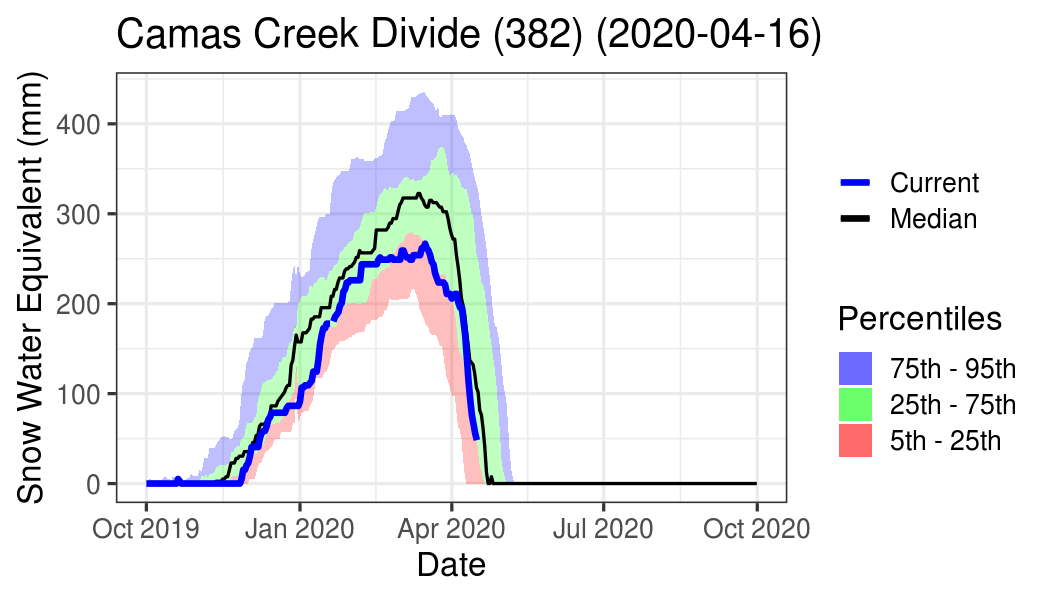 Camas Creek Divide (382) (2020-04-16)
Snow Water Equivalent (mm)
400
300
200
100
0
Oct 2019 Jan 2020 Apr 2020 Jul 2020 Oct 2020
Date
Current
Median
Percentiles
75th - 95th
25th - 75th
5th - 25th